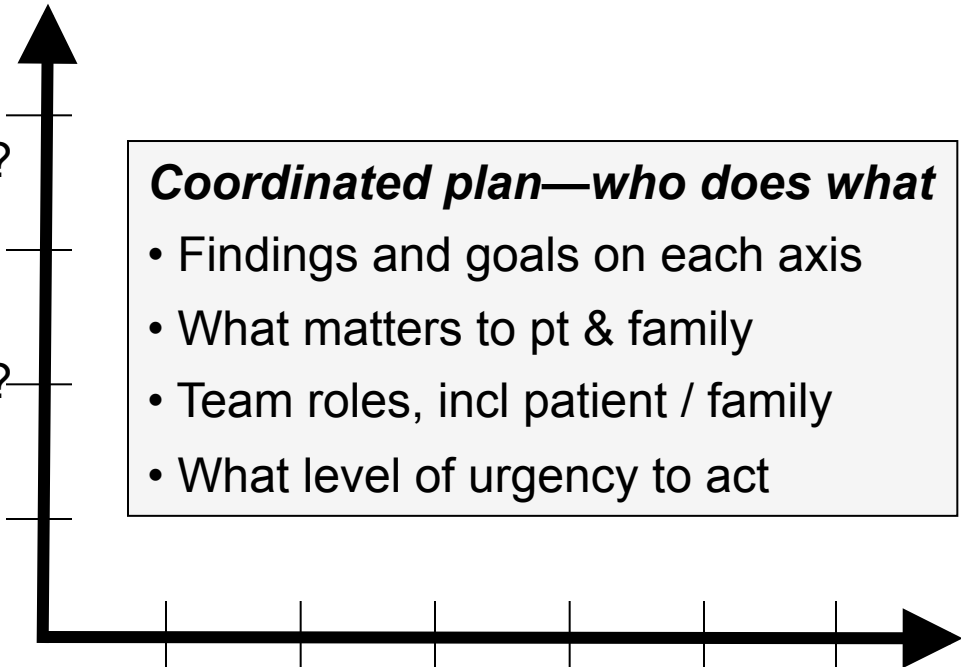 ?
Coordinated plan—who does what
• Findings and goals on each axis
• What matters to pt & family
?
• Team roles, incl patient / family
• What level of urgency to act